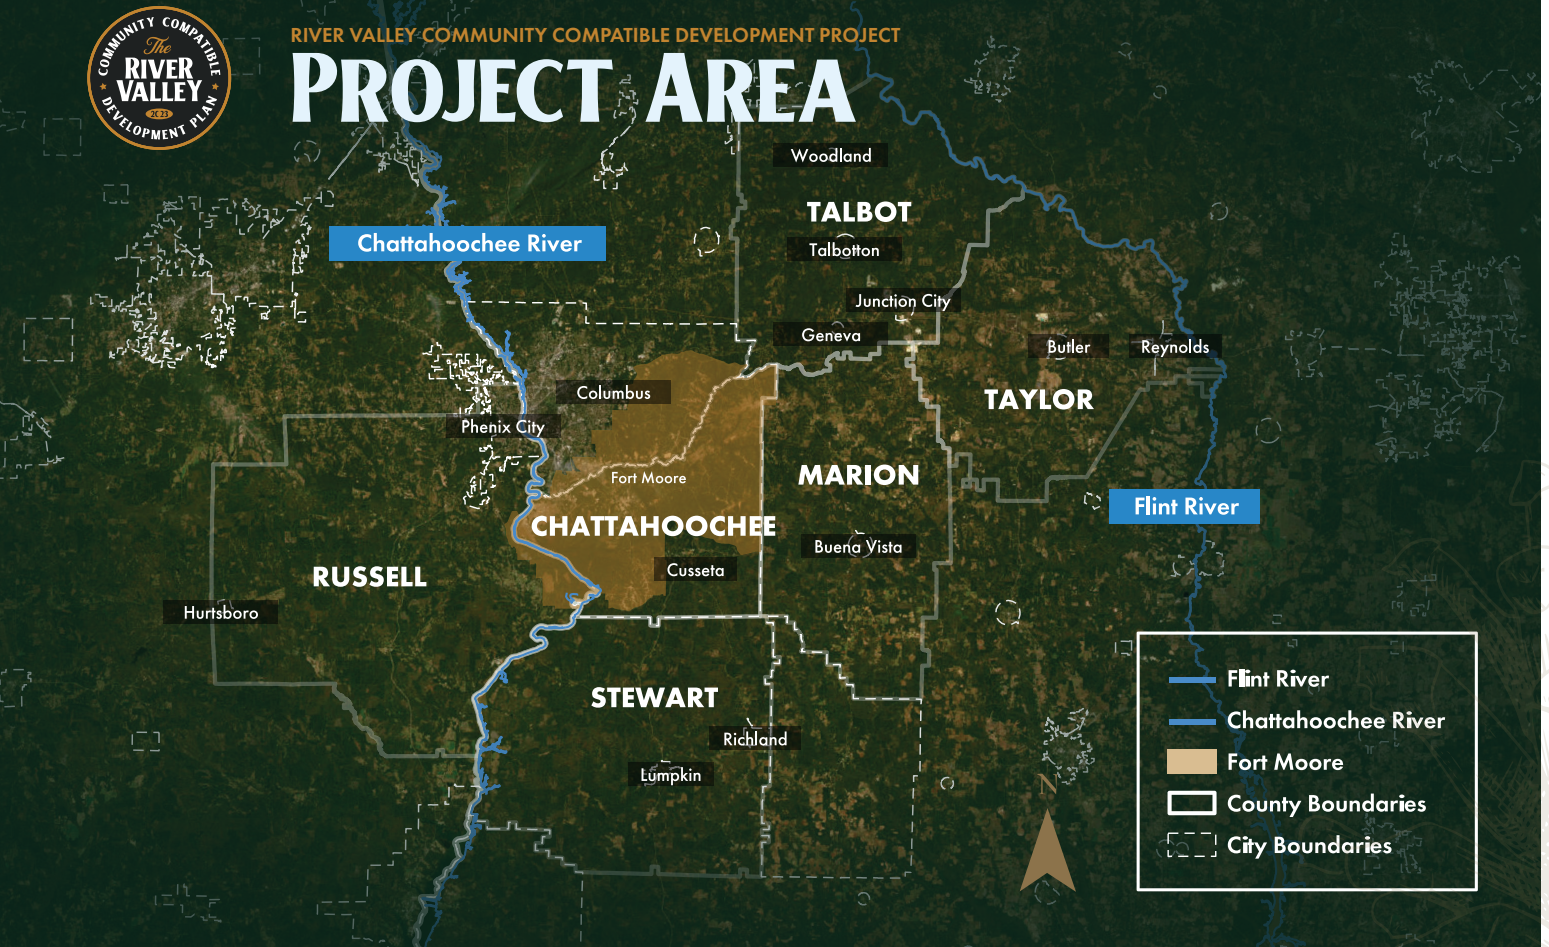 COMMUNITY COMPATIBLE
The
RIVER
VALLEY
2023
DEVELOPMENT PLAN
RIVER VALLEY COMMUNITY COMPATIBLE DEVELOPMENT PROJECT
PROJECT AREA
Woodland
TALBOT
Chattahoochee River
Talbotton
Junction City
Geneva
Butler
Reynolds
Columbus
TAYLOR
Phenix City
Fort Moore
MARION
Flint River
CHATTAHOOCHEE
Buena Vista
Cusseta
RUSSELL
Hurtsboro
STEWART
Richland
Lumpkin
N
Flint River
Chattahoochee River
Fort Moore
County Boundaries
City Boundaries